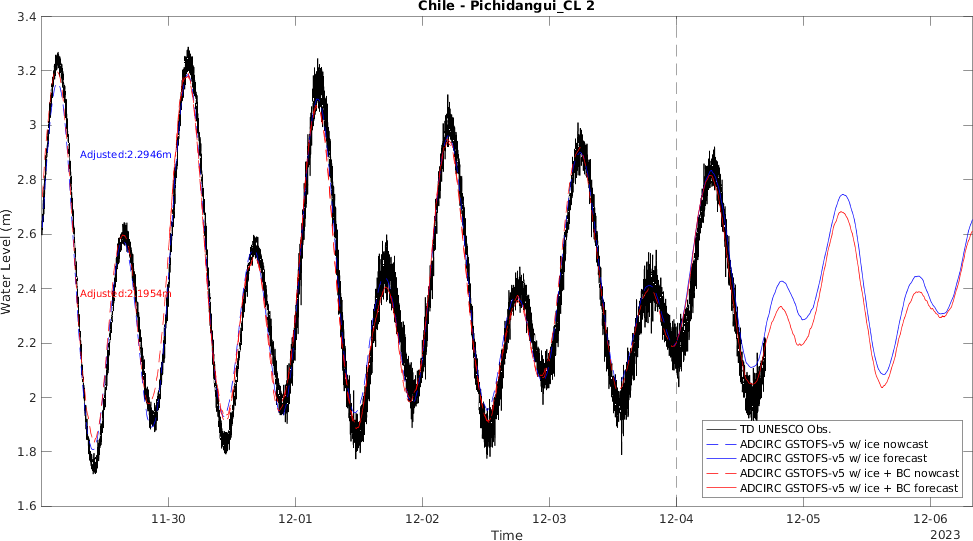 Chile - Pichidangui_CL 2
3.4
3.2
3
2.8
2.6
2.4
2.2
2
1.8
1.6
Water Level (m)
Adjusted:2.2946m
Adjusted:2.1954m
TD UNESCO Obs.
ADCIRC GSTOFS-v5 w/ ice nowcast
ADCIRC GSTOFS-v5 w/ ice forecast
ADCIRC GSTOFS-v5 w/ ice + BC nowcast
ADCIRC GSTOFS-v5 w/ ice + BC forecast
11-30
12-01
12-02
12-03
12-04
12-05
12-06
Time
2023